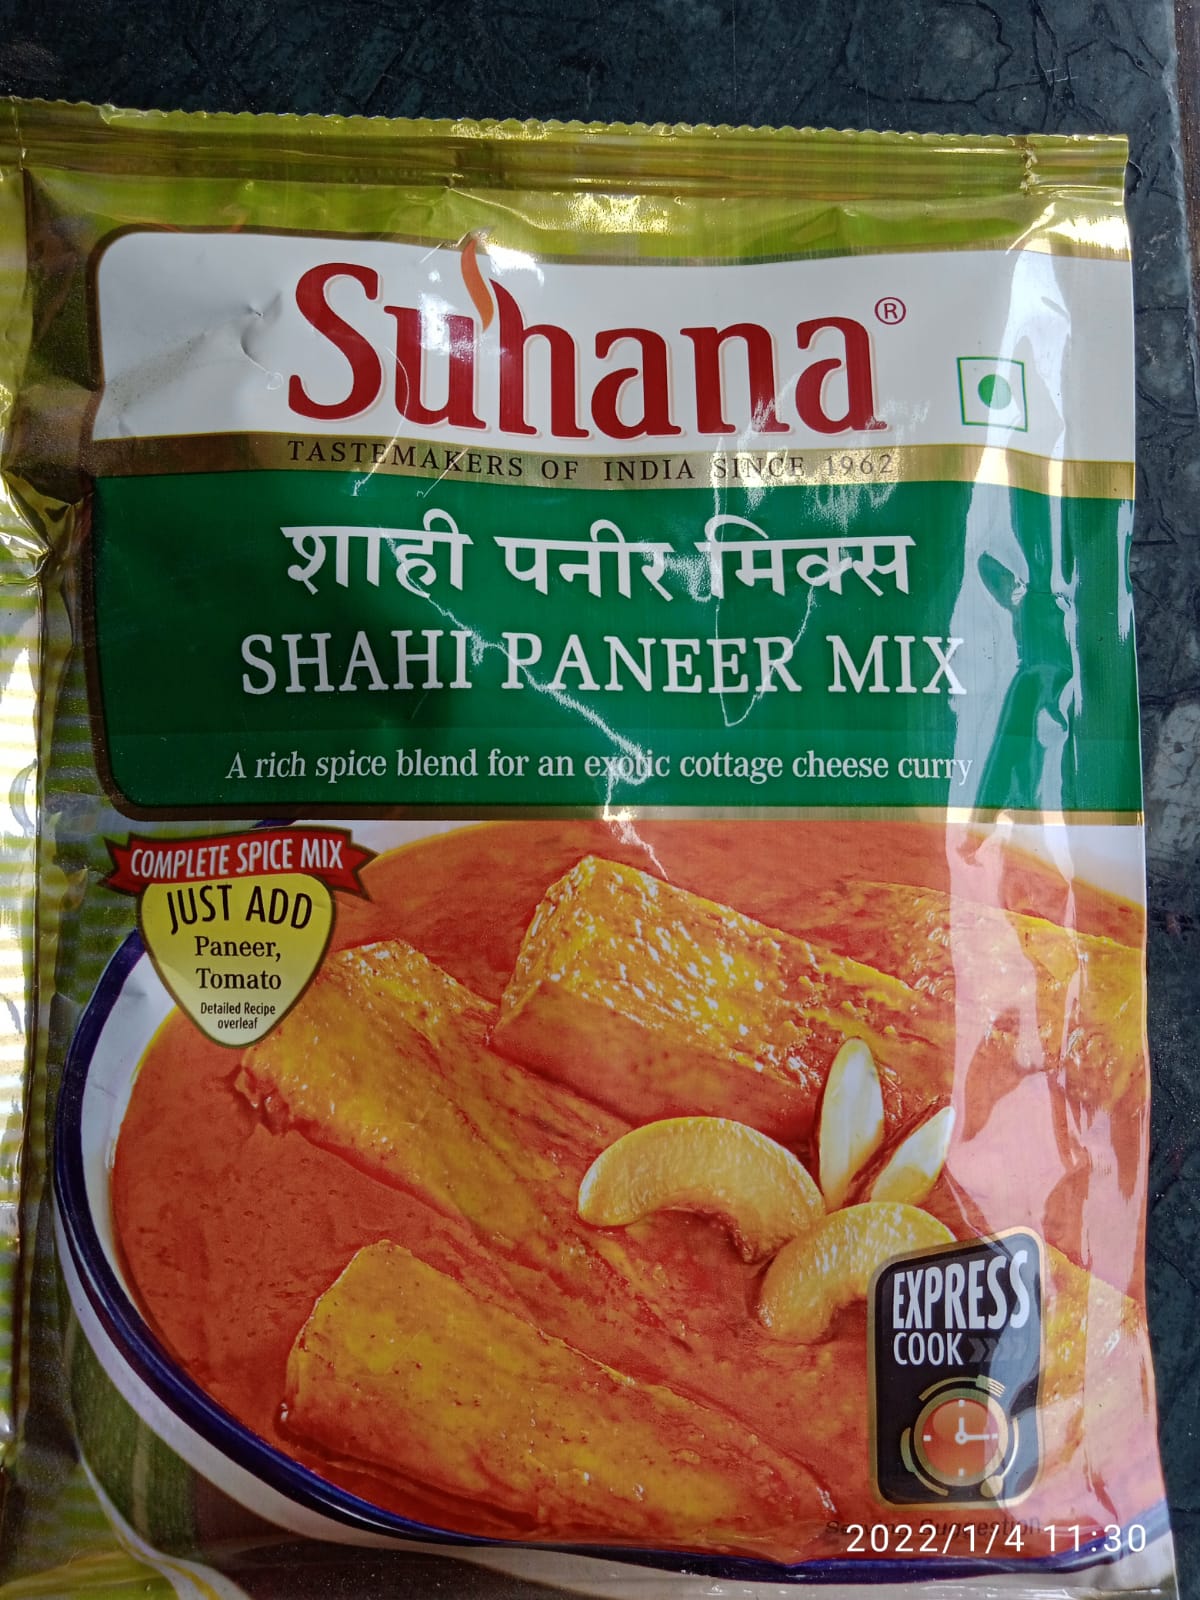 Suhana®
TASTEMAKERS OF INDIA SINCE 1962
शाही पनीर मिक्स
SHAHI PANEER MIX
A rich spice blend for an exotic cottage cheese curry
COMPLETE SPICE MIX
JUST ADD
Paneer,
Tomato
Detailed Recipe
overleaf
EXPRESS
COOK
Suggestion
2022/1/4 11:30